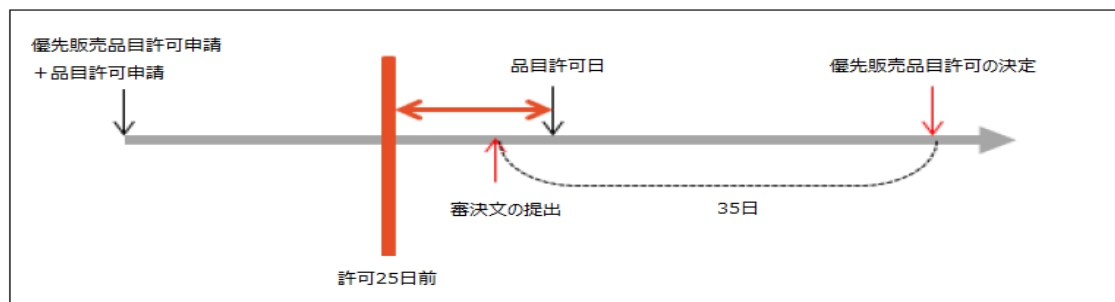 優先販売品目許可申請
+品目許可申請
品目許可日
優先販売品目許可の決定
審決文の提出
35日
許可25日前